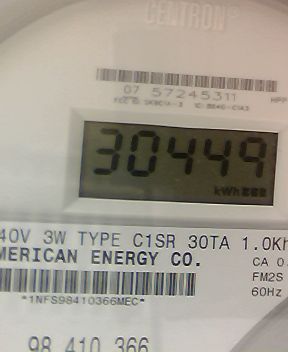 CENTRON®
07 57245311
30449
kWh
40V 3W TYPE C1SR 30TA 1.0Kh
MERICAN ENERGY CO.
CA 0.
FM2S
60Hz
*1NFS98410366MEC*
98 410 366